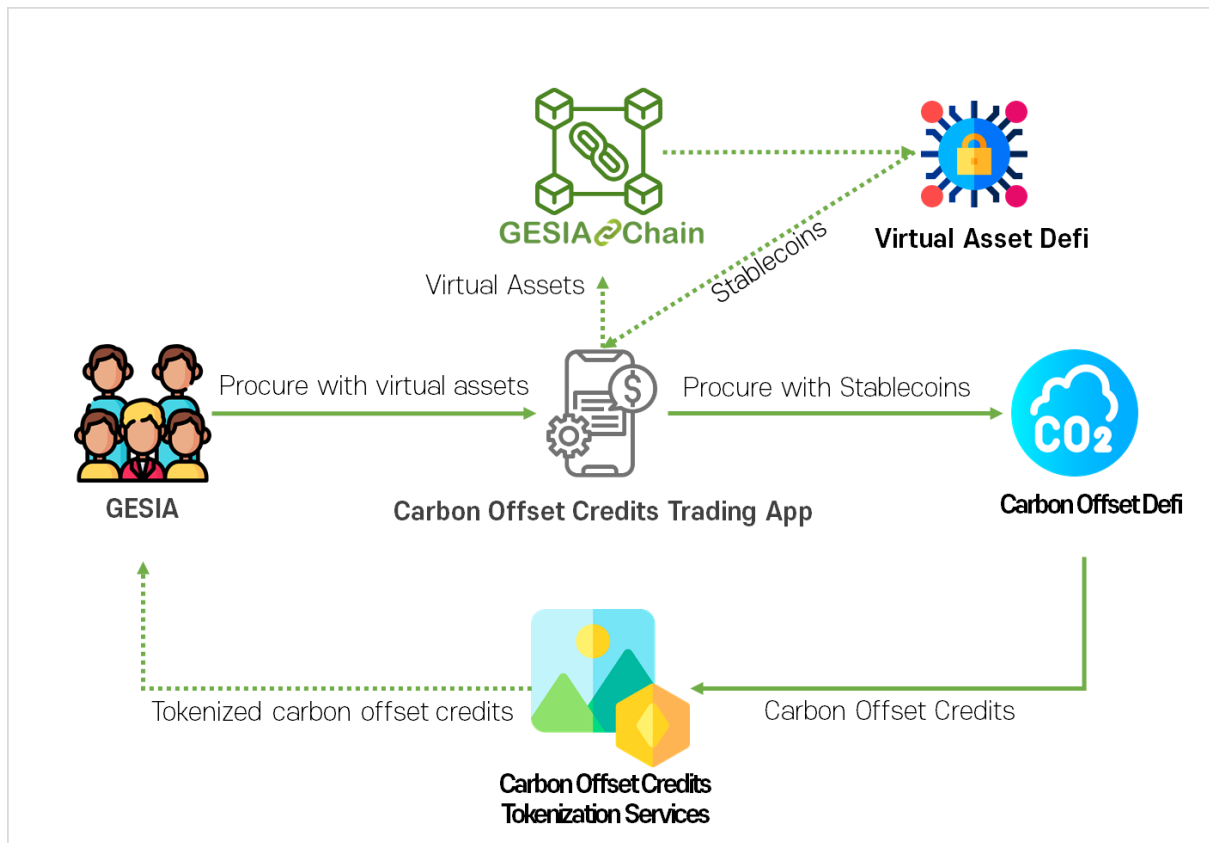 GESIA Chain
Virtual Asset Defi
Stablecoins
Virtual Assets
Procure with virtual assets
$
Procure with Stablecoins
CO2
GESIA
Carbon Offset Credits Trading App
Carbon Offset Defi
Tokenized carbon offset credits
Carbon Offset Credits
Carbon Offset Credits
Tokenization Services